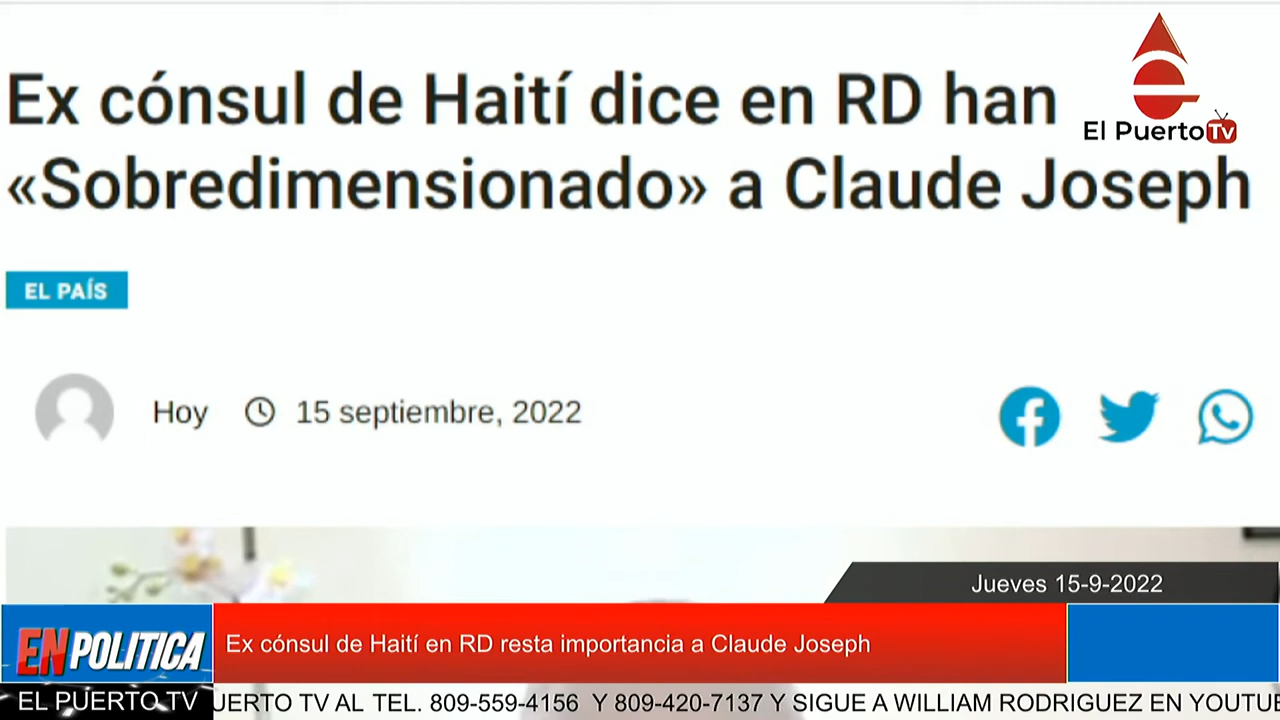 Ex cónsul de Haití dice en RD han
«Sobredimensionado» a Claude Joseph
El Puerto Tv
EL PAÍS
Hoy 15 septiembre, 2022
Jueves 15-9-2022
EN POLITICA
Ex cónsul de Haití en RD resta importancia a Claude Joseph
EL PUERTO TV
UERTO TV AL TEL. 809-559-4156 Y 809-420-7137 Y SIGUE A WILLIAM RODRIGUEZ EN YOUTU